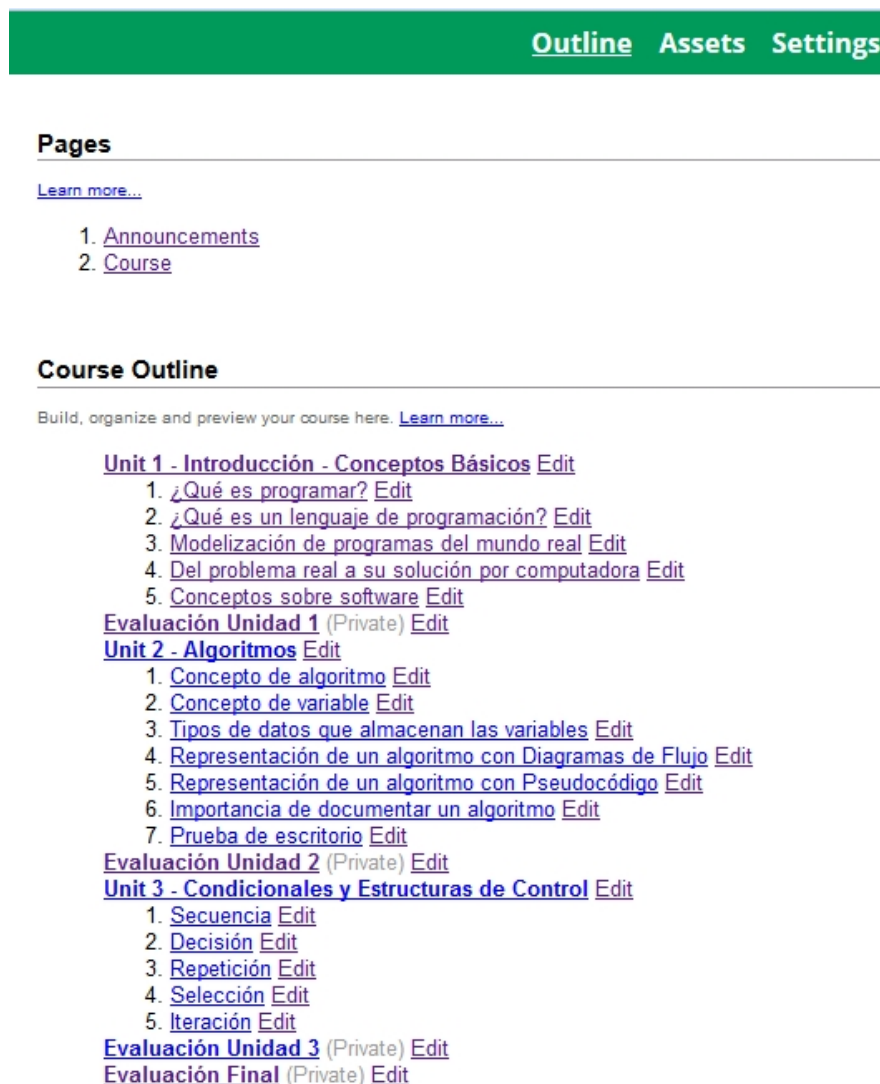 Outline Assets Settings
Pages
Learn more...
1. Announcements
2. Course
Course Outline
Build, organize and preview your course here. Learn more...
Unit 1 - Introducción - Conceptos Básicos Edit
1. ¿Qué es programar? Edit
2. ¿Qué es un lenguaje de programación? Edit
3. Modelización de programas del mundo real Edit
4. Del problema real a su solución por computadora Edit
5. Conceptos sobre software Edit
Evaluación Unidad 1 (Private) Edit
Unit 2 - Algoritmos Edit
1. Concepto de algoritmo Edit
2. Concepto de variable Edit
3. Tipos de datos que almacenan las variables Edit
4. Representación de un algoritmo con Diagramas de Flujo Edit
5. Representación de un algoritmo con Pseudocódigo Edit
6. Importancia de documentar un algoritmo Edit
7. Prueba de escritorio Edit
Evaluación Unidad 2 (Private) Edit
Unit 3 - Condicionales y Estructuras de Control Edit
1. Secuencia Edit
2. Decisión Edit
3. Repetición Edit
4. Selección Edit
5. Iteración Edit
Evaluación Unidad 3 (Private) Edit
Evaluación Final (Private) Edit